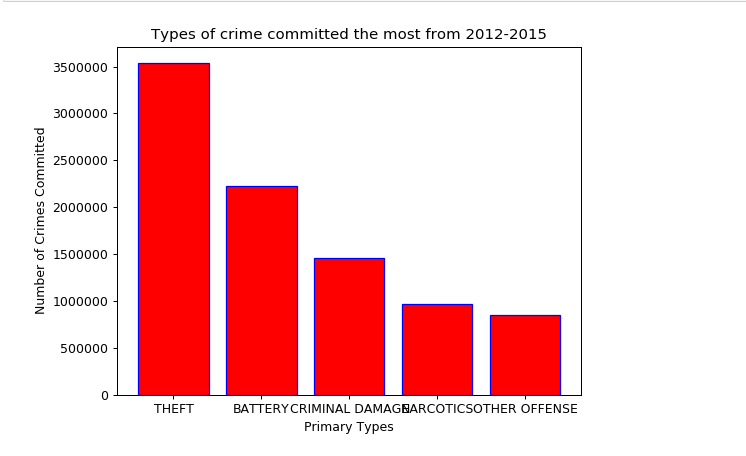 Types of crime committed the most from 2012-2015
Number of Crimes Committed
3500000
3000000
2500000
2000000
1500000
1000000
500000
0
THEFT BATTERY CRIMINAL DAMAGE NARCOTICS OTHER OFFENSE
Primary Types